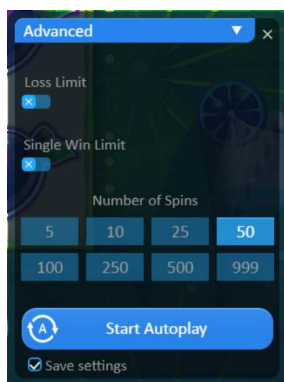 Advanced
Loss Limit
Single Win Limit
Number of Spins
5 10 25 50
100 250 500 999
A Start Autoplay
Save settings